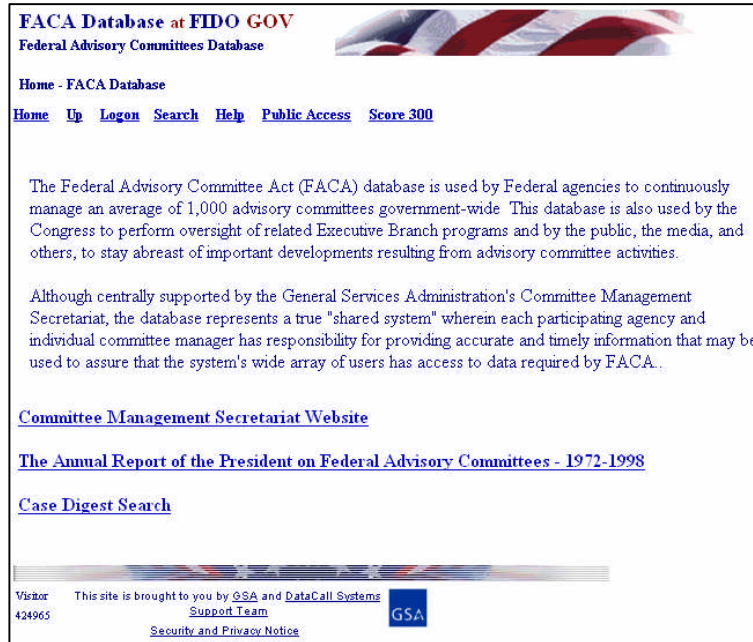 FACA Database at FIDO GOV
Federal Advisory Committees Database
Home - FACA Database
Home Up Logon Search Help Public Access Score 300
The Federal Advisory Committee Act (FACA) database is used by Federal agencies to continuously
manage an average of 1,000 advisory committees government-wide This database is also used by the
Congress to perform oversight of related Executive Branch programs and by the public, the media, and
others, to stay abreast of important developments resulting from advisory committee activities.
Although centrally supported by the General Services Administration's Committee Management
Secretariat, the database represents a true "shared system" wherein each participating agency and
individual committee manager has responsibility for providing accurate and timely information that may be
used to assure that the system's wide array of users has access to data required by FACA..
Committee Management Secretariat Website
The Annual Report of the President on Federal Advisory Committees - 1972-1998
Case Digest Search
Visitor
424965
This site is brought to you by GSA and DataCall Systems
Support Team
Security and Privacy Notice
GSA